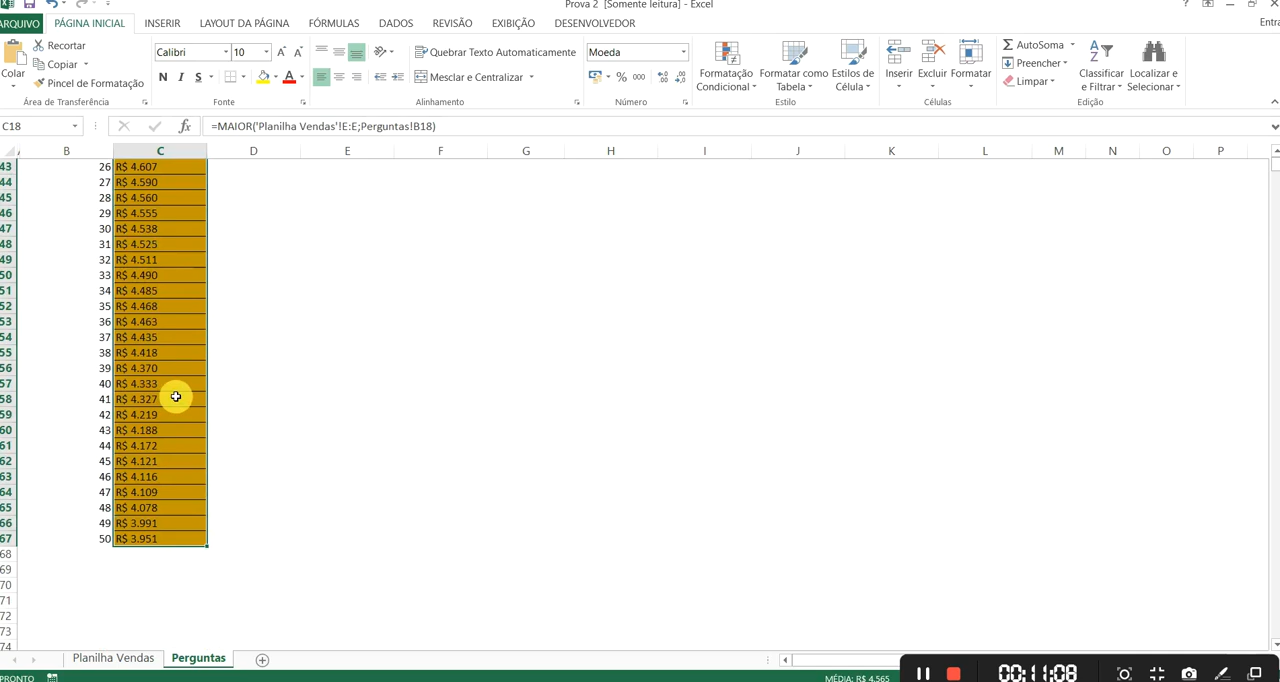 Prova 2 [Somente leitura] - Excel
ARQUIVO PÁGINA INICIAL INSERIR LAYOUT DA PÁGINA FÓRMULAS DADOS REVISÃO EXIBIÇÃO DESENVOLVEDOR Entra
Recortar
Copiar
Pincel de Formatação
Colar
Área de Transferência
Calibri 10
N I S
Fonte
Quebrar Texto Automaticamente
Mesclar e Centralizar
Alinhamento
Moeda
% 000
Número
Formatação Condicional
Formatar como Tabela
Estilos de Célula
Estilo
Inserir Excluir Formatar
Células
AutoSoma
Preencher
Limpar
Classificar e Filtrar
Localizar e Selecionar
Edição
C18 fx =MAIOR('Planilha Vendas'!E:E;Perguntas!B18)
B C D E F G H I J K L M N O P
43 26 R$ 4.607
44 27 R$ 4.590
45 28 R$ 4.560
46 29 R$ 4.555
47 30 R$ 4.538
48 31 R$ 4.525
49 32 R$ 4.511
50 33 R$ 4.490
51 34 R$ 4.485
52 35 R$ 4.468
53 36 R$ 4.463
54 37 R$ 4.435
55 38 R$ 4.418
56 39 R$ 4.370
57 40 R$ 4.333
58 41 R$ 4.327
59 42 R$ 4.219
60 43 R$ 4.188
61 44 R$ 4.172
62 45 R$ 4.121
63 46 R$ 4.116
64 47 R$ 4.109
65 48 R$ 4.078
66 49 R$ 3.991
67 50 R$ 3.951
68
69
70
71
72
73
74
Planilha Vendas Perguntas
PRONTO MÉDIA: R$ 4.565
00:11:08